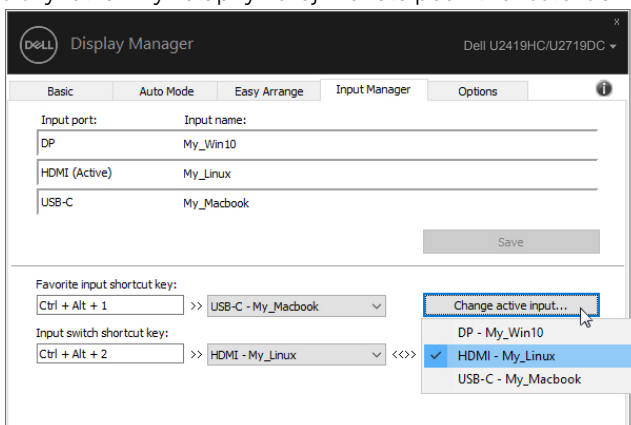 DELL Display Manager
x
Dell U2419HC/U2719DC
Basic Auto Mode Easy Arrange Input Manager Options
Input port: Input name:
DP My_Win10
HDMI (Active) My_Linux
USB-C My_Macbook
Save
Favorite input shortcut key:
Ctrl + Alt + 1 >> USB-C - My_Macbook Change active input...
Input switch shortcut key:
Ctrl + Alt + 2 >> HDMI - My_Linux <<>>
DP - My_Win10
HDMI - My_Linux
USB-C - My_Macbook